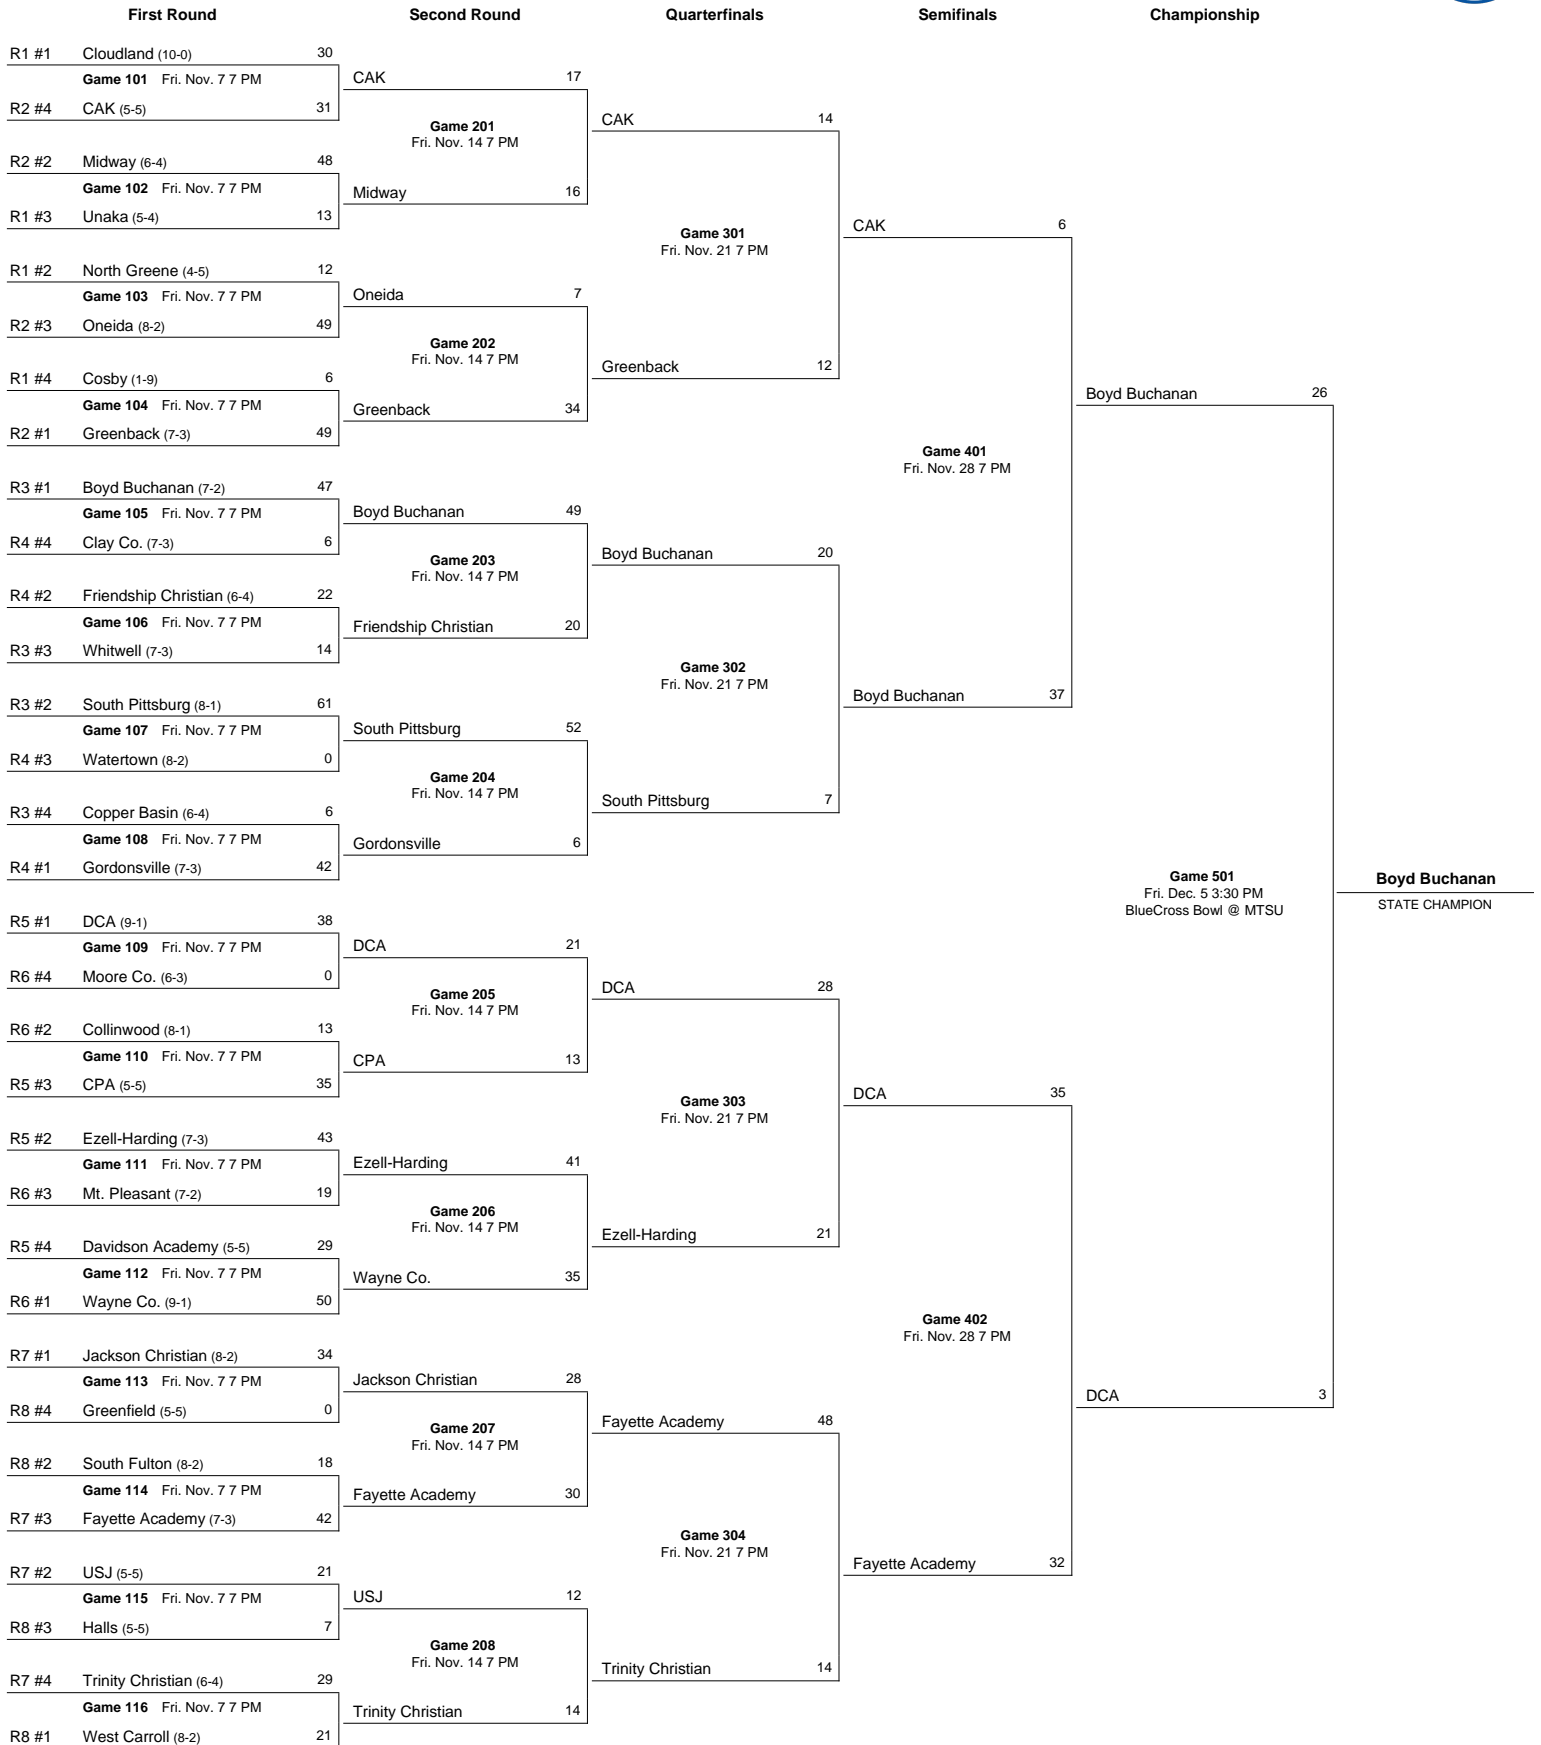 First Round Second Round Quarterfinals Semifinals Championship
R1 #1 Cloudland (10-0) 30
Game 101 Fri. Nov. 7 7 PM
R2 #4 CAK (5-5) 31
R2 #2 Midway (6-4) 48
Game 102 Fri. Nov. 7 7 PM
R1 #3 Unaka (5-4) 13
R1 #2 North Greene (4-5) 12
Game 103 Fri. Nov. 7 7 PM
R2 #3 Oneida (8-2) 49
R1 #4 Cosby (1-9) 6
Game 104 Fri. Nov. 7 7 PM
R2 #1 Greenback (7-3) 49
R3 #1 Boyd Buchanan (7-2) 47
Game 105 Fri. Nov. 7 7 PM
R4 #4 Clay Co. (7-3) 6
R4 #2 Friendship Christian (6-4) 22
Game 106 Fri. Nov. 7 7 PM
R3 #3 Whitwell (7-3) 14
R3 #2 South Pittsburg (8-1) 61
Game 107 Fri. Nov. 7 7 PM
R4 #3 Watertown (8-2) 0
R3 #4 Copper Basin (6-4) 6
Game 108 Fri. Nov. 7 7 PM
R4 #1 Gordonsville (7-3) 42
R5 #1 DCA (9-1) 38
Game 109 Fri. Nov. 7 7 PM
R6 #4 Moore Co. (6-3) 0
R6 #2 Collinwood (8-1) 13
Game 110 Fri. Nov. 7 7 PM
R5 #3 CPA (5-5) 35
R5 #2 Ezell-Harding (7-3) 43
Game 111 Fri. Nov. 7 7 PM
R6 #3 Mt. Pleasant (7-2) 19
R5 #4 Davidson Academy (5-5) 29
Game 112 Fri. Nov. 7 7 PM
R6 #1 Wayne Co. (9-1) 50
R7 #1 Jackson Christian (8-2) 34
Game 113 Fri. Nov. 7 7 PM
R8 #4 Greenfield (5-5) 0
R8 #2 South Fulton (8-2) 18
Game 114 Fri. Nov. 7 7 PM
R7 #3 Fayette Academy (7-3) 42
R7 #2 USJ (5-5) 21
Game 115 Fri. Nov. 7 7 PM
R8 #3 Halls (5-5) 7
R7 #4 Trinity Christian (6-4) 29
Game 116 Fri. Nov. 7 7 PM
R8 #1 West Carroll (8-2) 21
CAK 17
Game 201
Fri. Nov. 14 7 PM
Midway 16
Oneida 7
Game 202
Fri. Nov. 14 7 PM
Greenback 34
Boyd Buchanan 49
Game 203
Fri. Nov. 14 7 PM
Friendship Christian 20
South Pittsburg 52
Game 204
Fri. Nov. 14 7 PM
Gordonsville 6
DCA 21
Game 205
Fri. Nov. 14 7 PM
CPA 13
Ezell-Harding 41
Game 206
Fri. Nov. 14 7 PM
Wayne Co. 35
Jackson Christian 28
Game 207
Fri. Nov. 14 7 PM
Fayette Academy 30
USJ 12
Game 208
Fri. Nov. 14 7 PM
Trinity Christian 14
CAK 14
Game 301
Fri. Nov. 21 7 PM
Greenback 12
Boyd Buchanan 20
Game 302
Fri. Nov. 21 7 PM
South Pittsburg 7
DCA 28
Game 303
Fri. Nov. 21 7 PM
Ezell-Harding 21
Fayette Academy 48
Game 304
Fri. Nov. 21 7 PM
Trinity Christian 14
CAK 6
Game 401
Fri. Nov. 28 7 PM
Boyd Buchanan 37
DCA 35
Game 402
Fri. Nov. 28 7 PM
Fayette Academy 32
Boyd Buchanan 26
Game 501
Fri. Dec. 5 3:30 PM
BlueCross Bowl @ MTSU
DCA 3
Boyd Buchanan
STATE CHAMPION